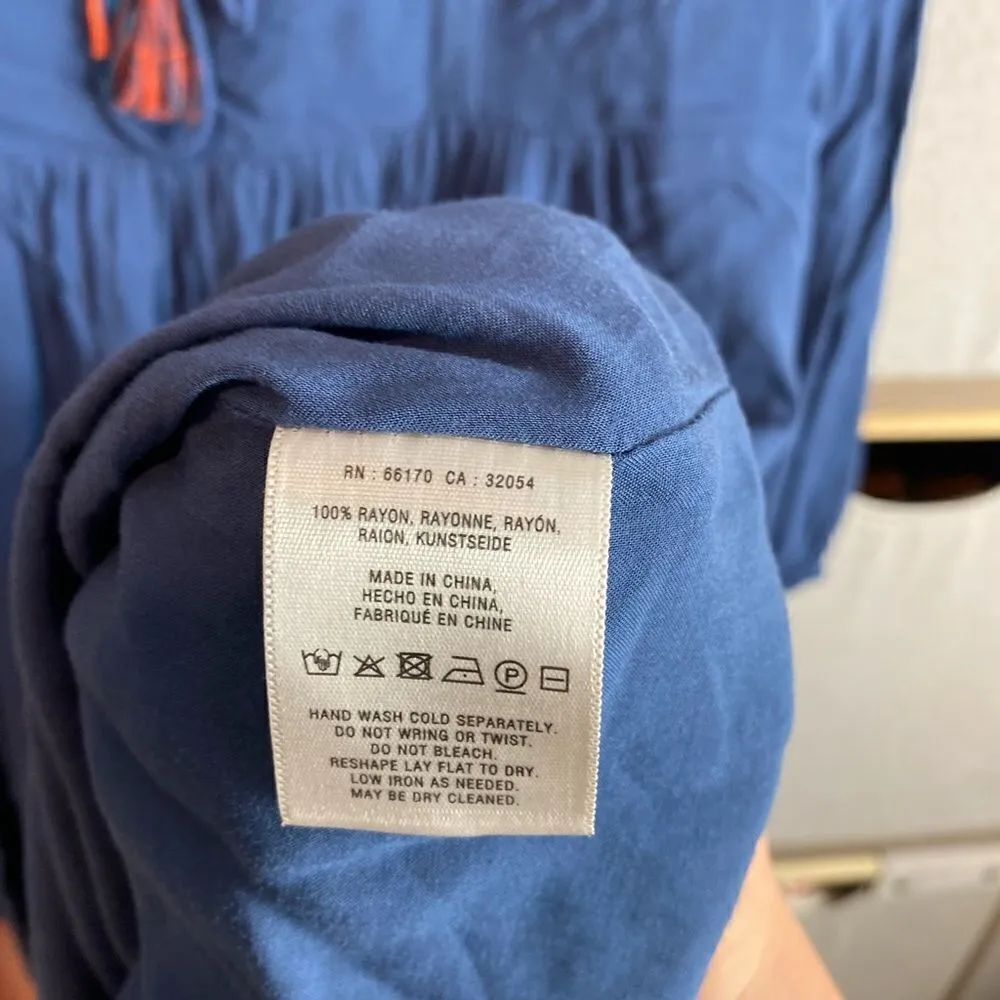 RN : 66170 CA : 32054
100% RAYON, RAYONNE, RAYÓN,
RAION, KUNSTSEIDE
MADE IN CHINA,
HECHO EN CHINA,
FABRIQUÉ EN CHINE
P
HAND WASH COLD SEPARATELY.
DO NOT WRING OR TWIST.
DO NOT BLEACH.
RESHAPE LAY FLAT TO DRY.
LOW IRON AS NEEDED.
MAY BE DRY CLEANED.